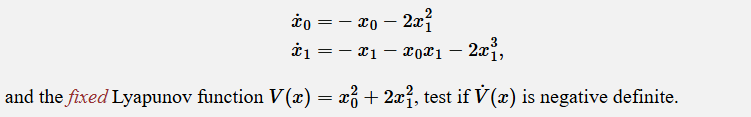 ẋ₀ = − x₀ − 2x₁²
ẋ₁ = − x₁ − x₀x₁ − 2x₁³,
and the fixed Lyapunov function V(x) = x₀² + 2x₁², test if V̇(x) is negative definite.